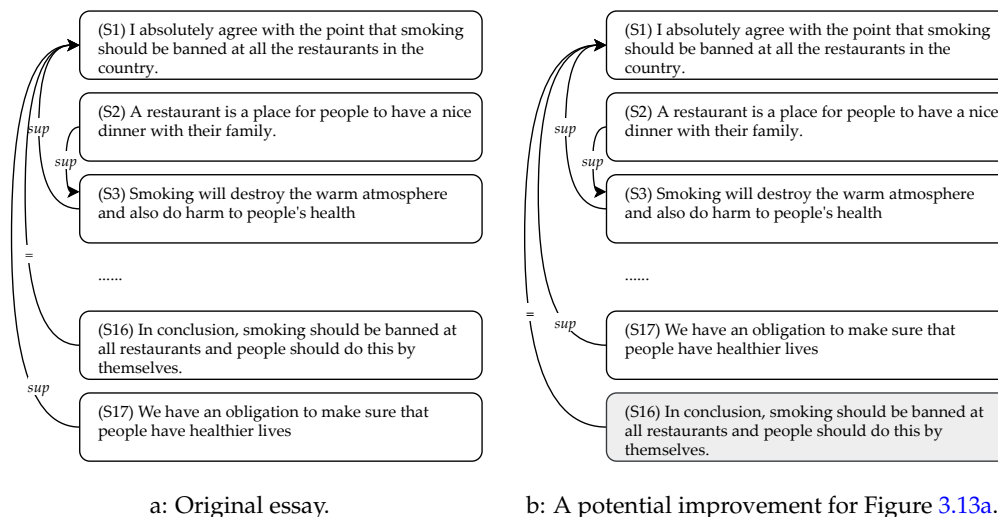 (S1) I absolutely agree with the point that smoking
should be banned at all the restaurants in the
country.
sup
(S2) A restaurant is a place for people to have a nice
dinner with their family.
sup
(S3) Smoking will destroy the warm atmosphere
and also do harm to people's health
=
......
(S16) In conclusion, smoking should be banned at
all restaurants and people should do this by
themselves.
sup
(S17) We have an obligation to make sure that
people have healthier lives
a: Original essay.
(S1) I absolutely agree with the point that smoking
should be banned at all the restaurants in the
country.
sup
(S2) A restaurant is a place for people to have a nice
dinner with their family.
sup
(S3) Smoking will destroy the warm atmosphere
and also do harm to people's health
......
=
sup
(S17) We have an obligation to make sure that
people have healthier lives
(S16) In conclusion, smoking should be banned at
all restaurants and people should do this by
themselves.
b: A potential improvement for Figure 3.13a.